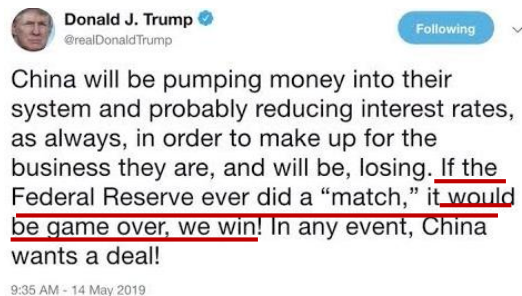 Donald J. Trump
@realDonaldTrump
Following
China will be pumping money into their
system and probably reducing interest rates,
as always, in order to make up for the
business they are, and will be, losing. If the
Federal Reserve ever did a “match,” it would
be game over, we win! In any event, China
wants a deal!
9:35 AM - 14 May 2019